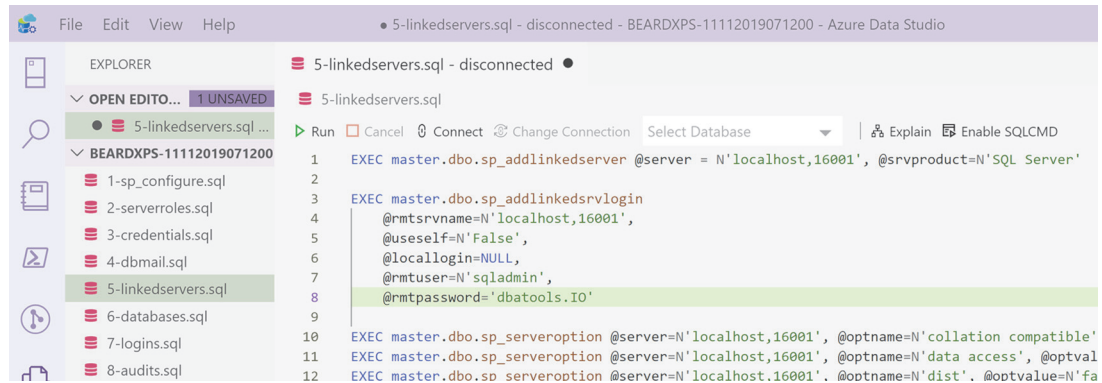 File Edit View Help ● 5-linkedservers.sql - disconnected - BEARDXPS-11112019071200 - Azure Data Studio
EXPLORER
OPEN EDITO... 1 UNSAVED
● 5-linkedservers.sql ...
BEARDXPS-11112019071200
1-sp_configure.sql
2-serverroles.sql
3-credentials.sql
4-dbmail.sql
5-linkedservers.sql
6-databases.sql
7-logins.sql
8-audits.sql
5-linkedservers.sql - disconnected ●
5-linkedservers.sql
Run Cancel Connect Change Connection Select Database Explain Enable SQLCMD
1 EXEC master.dbo.sp_addlinkedserver @server = N'localhost,16001', @srvproduct=N'SQL Server'
2
3 EXEC master.dbo.sp_addlinkedsrvlogin
4 @rmtsrvname=N'localhost,16001',
5 @useself=N'False',
6 @locallogin=NULL,
7 @rmtuser=N'sqladmin',
8 @rmtpassword='dbatools.IO'
9
10 EXEC master.dbo.sp_serveroption @server=N'localhost,16001', @optname=N'collation compatible'
11 EXEC master.dbo.sp_serveroption @server=N'localhost,16001', @optname=N'data access', @optval
12 EXEC master.dbo.sp_serveroption @server=N'localhost,16001', @optname=N'dist', @optvalue=N'fa